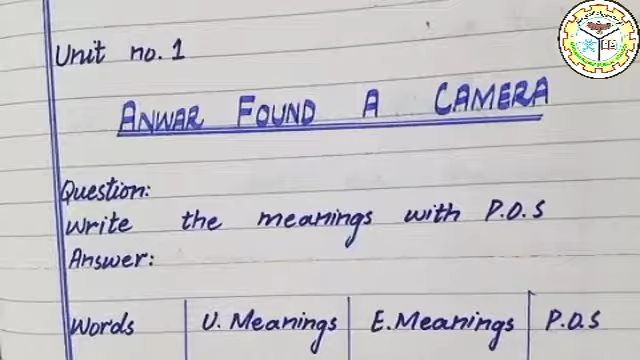 Unit no. 1
ANWAR FOUND A CAMERA
Question:
Write the meanings with P.O.S
Answer:
Words U. Meanings E. Meanings P.O.S